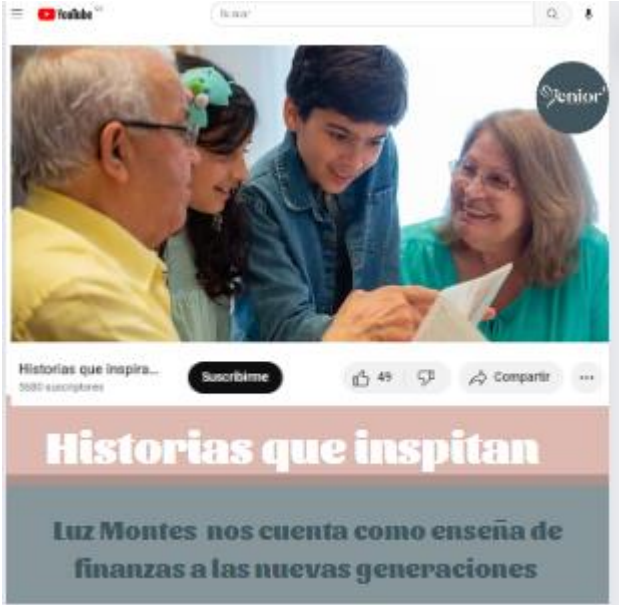 YouTube
Buscar
Senior
Historias que inspira...
5680 suscriptores
Suscribirme
49
Compartir
...
Historias que inspitan
Luz Montes nos cuenta como enseña de
finanzas a las nuevas generaciones